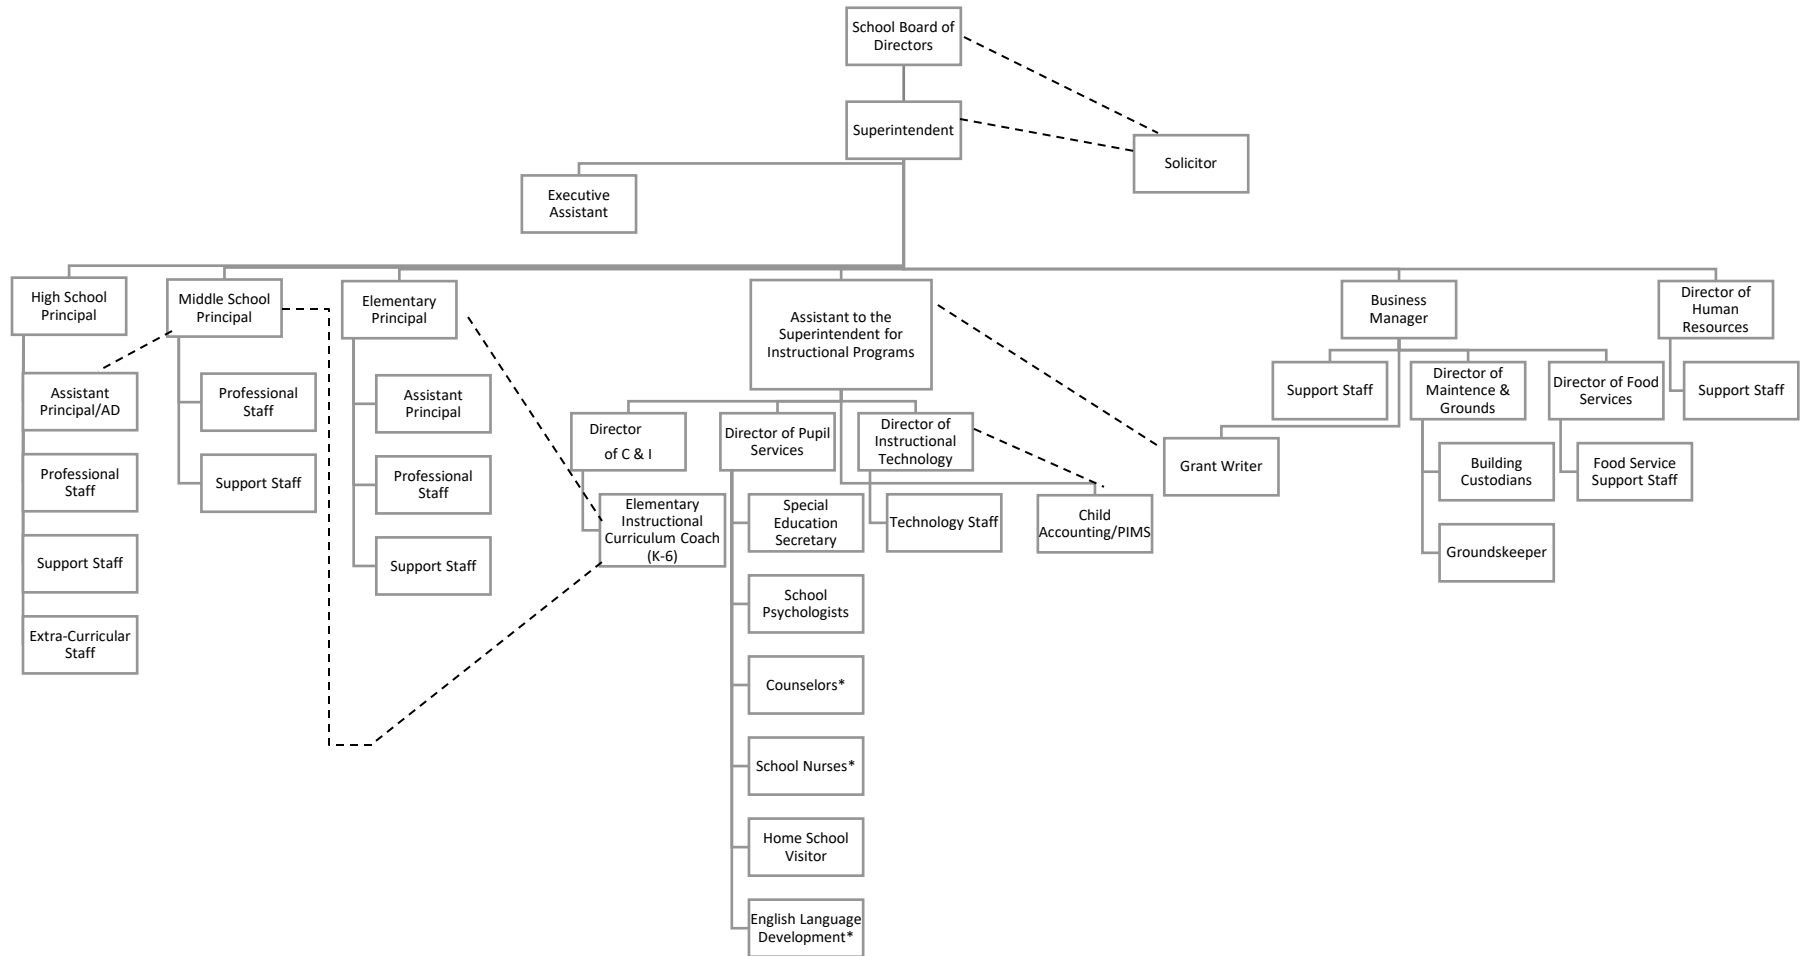 School Board of
Directors
Superintendent
Solicitor
Executive
Assistant
High School
Principal
Assistant
Principal/AD
Professional
Staff
Support Staff
Extra-Curricular
Staff
Middle School
Principal
Professional
Staff
Support Staff
Elementary
Principal
Assistant
Principal
Professional
Staff
Support Staff
Assistant to the
Superintendent for
Instructional Programs
Director
of C & I
Elementary
Instructional
Curriculum Coach
(K-6)
Director of Pupil
Services
Special
Education
Secretary
School
Psychologists
Counselors*
School Nurses*
Home School
Visitor
English Language
Development*
Director of
Instructional
Technology
Technology Staff
Child
Accounting/PIMS
Business
Manager
Grant Writer
Support Staff
Director of
Maintence &
Grounds
Building
Custodians
Groundskeeper
Director of Food
Services
Food Service
Support Staff
Director of
Human
Resources
Support Staff